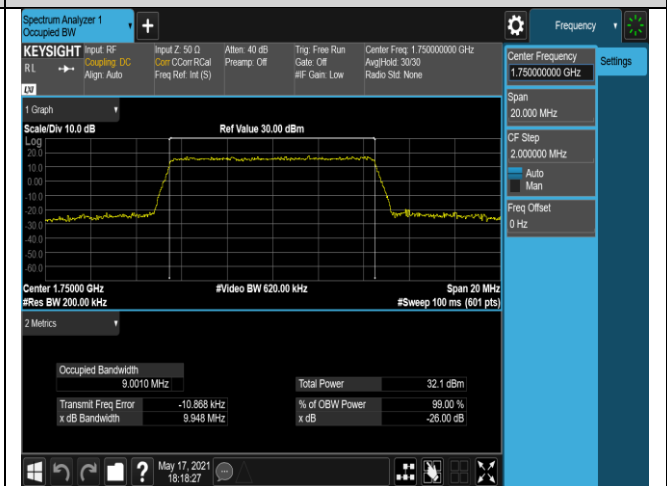 Spectrum Analyzer 1
Occupied BW
Frequency
KEYSIGHT Input: RF Input Z: 50 Ω Atten: 40 dB Trig: Free Run Center Freq: 1.750000000 GHz
RL Coupling: DC Corr CCorr RCal Preamp: Off Gate: Off Avg|Hold: 30/30
Align: Auto Freq Ref: Int (S) #IF Gain: Low Radio Std: None
LXI
Center Frequency
1.750000000 GHz
Settings
Span
20.000 MHz
CF Step
2.000000 MHz
Auto
Man
Freq Offset
0 Hz
1 Graph
Scale/Div 10.0 dB Ref Value 30.00 dBm
Log
20.0
10.0
0.00
-10.0
-20.0
-30.0
-40.0
-50.0
-60.0
Center 1.75000 GHz #Video BW 620.00 kHz Span 20 MHz
#Res BW 200.00 kHz #Sweep 100 ms (601 pts)
2 Metrics
Occupied Bandwidth
9.0010 MHz Total Power 32.1 dBm
Transmit Freq Error -10.868 kHz % of OBW Power 99.00 %
x dB Bandwidth 9.948 MHz x dB -26.00 dB
? May 17, 2021
18:18:27